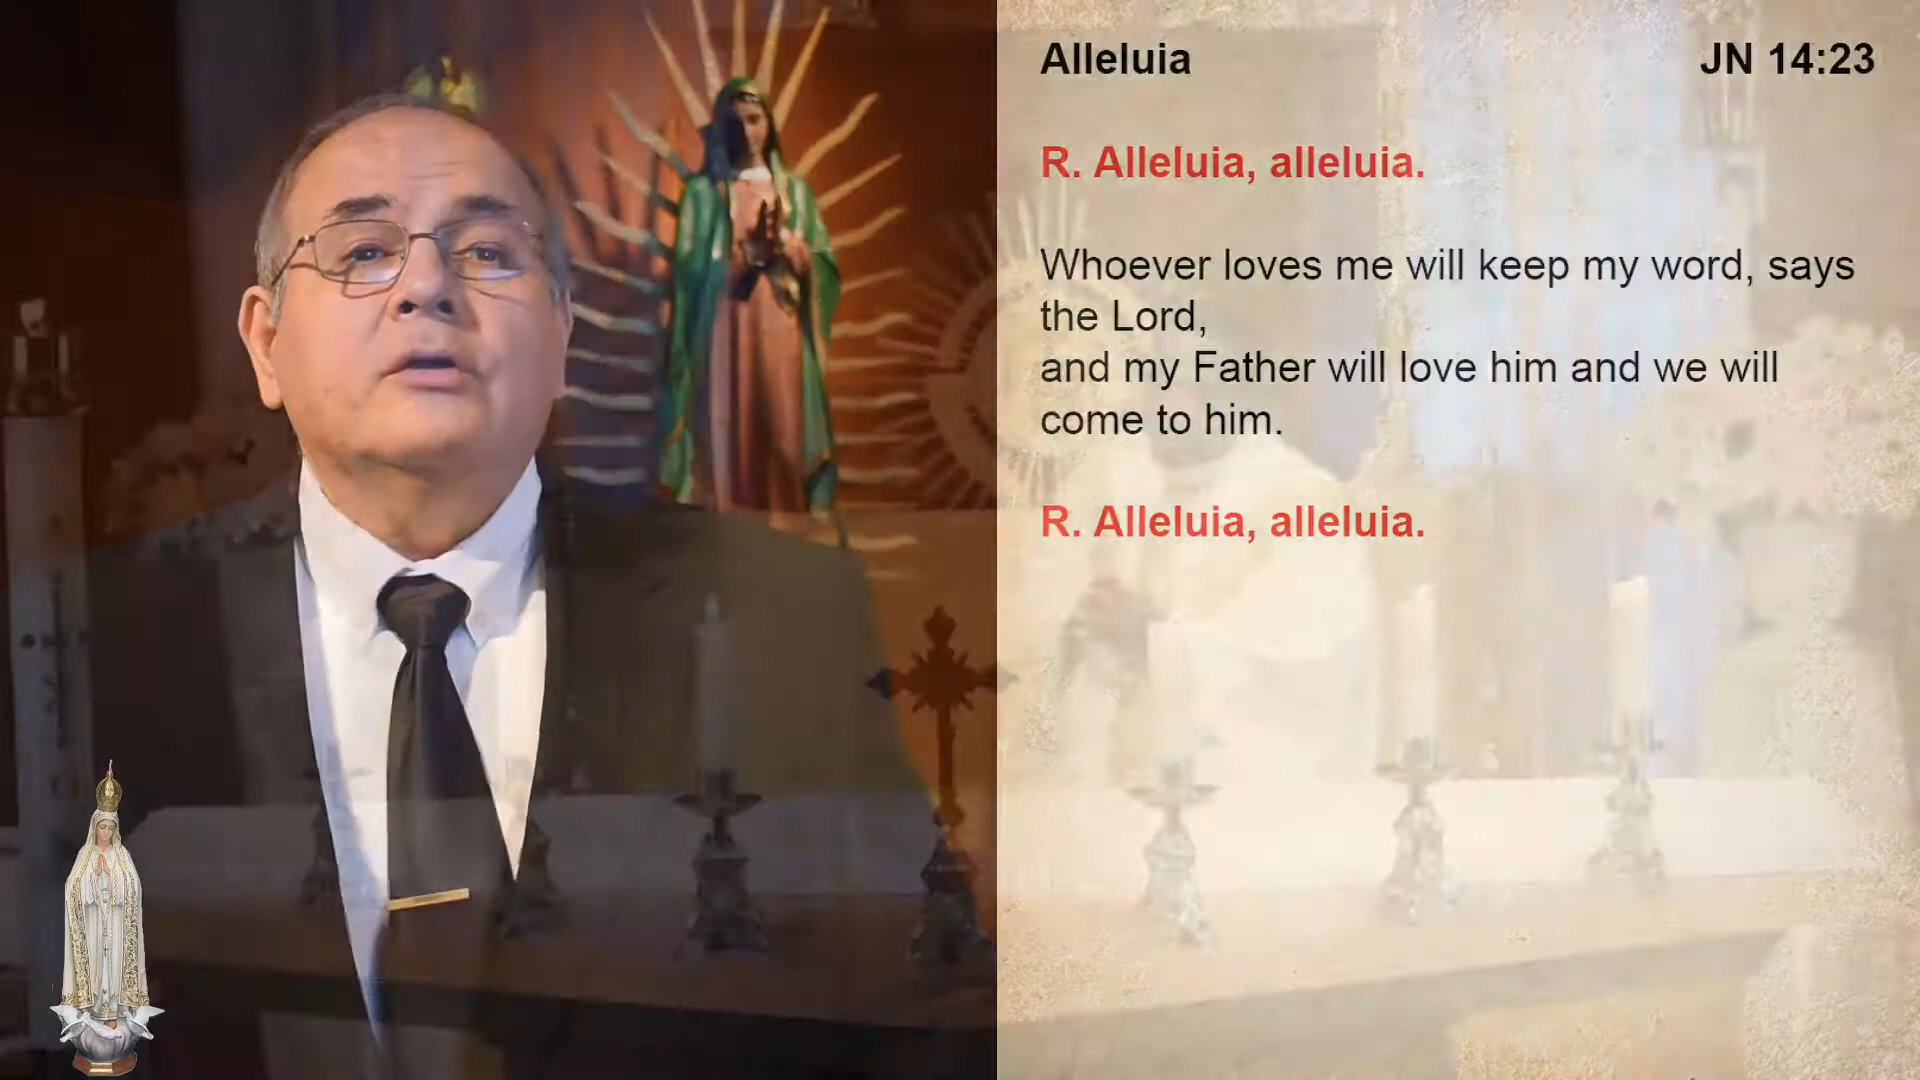 Alleluia JN 14:23
R. Alleluia, alleluia.
Whoever loves me will keep my word, says
the Lord,
and my Father will love him and we will
come to him.
R. Alleluia, alleluia.